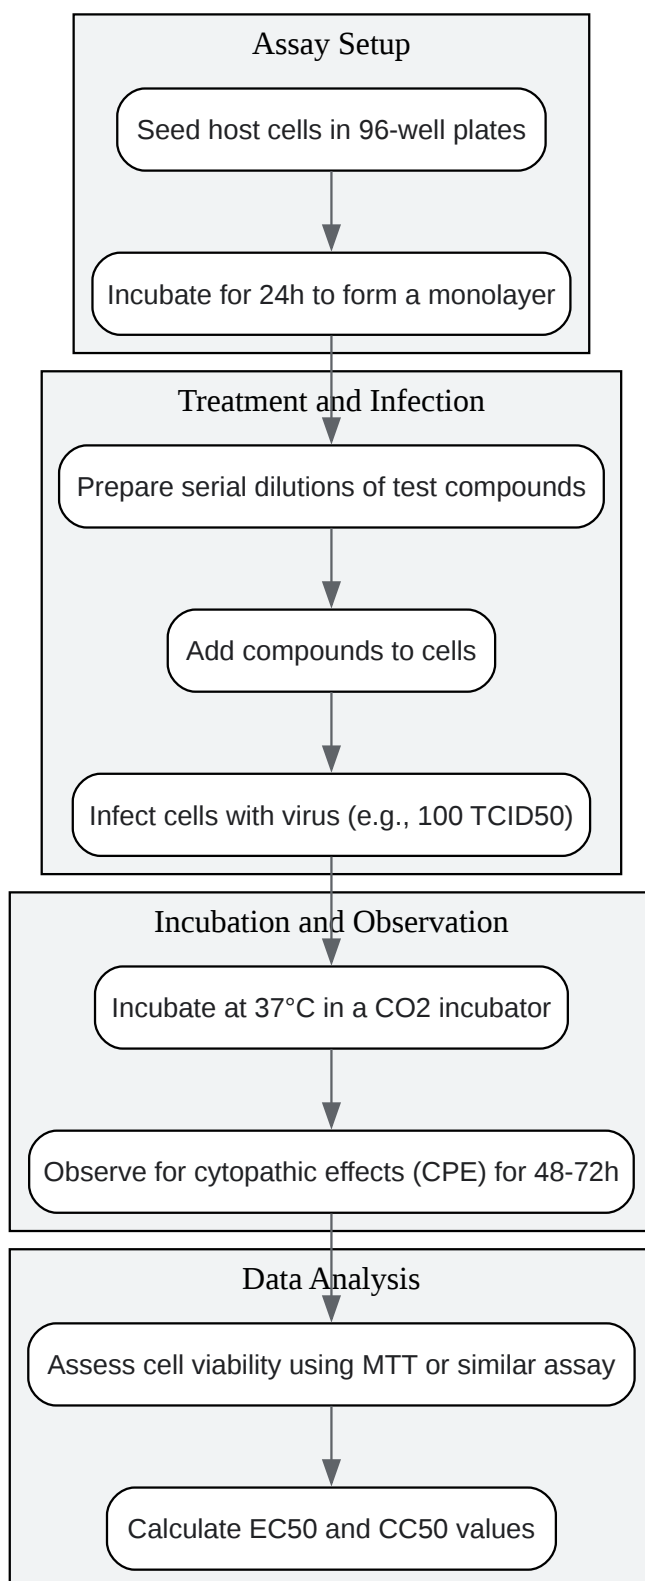 Assay Setup
Seed host cells in 96-well plates
Incubate for 24h to form a monolayer
Treatment and Infection
Prepare serial dilutions of test compounds
Add compounds to cells
Infect cells with virus (e.g., 100 TCID50)
Incubation and Observation
Incubate at 37°C in a CO2 incubator
Observe for cytopathic effects (CPE) for 48-72h
Data Analysis
Assess cell viability using MTT or similar assay
Calculate EC50 and CC50 values